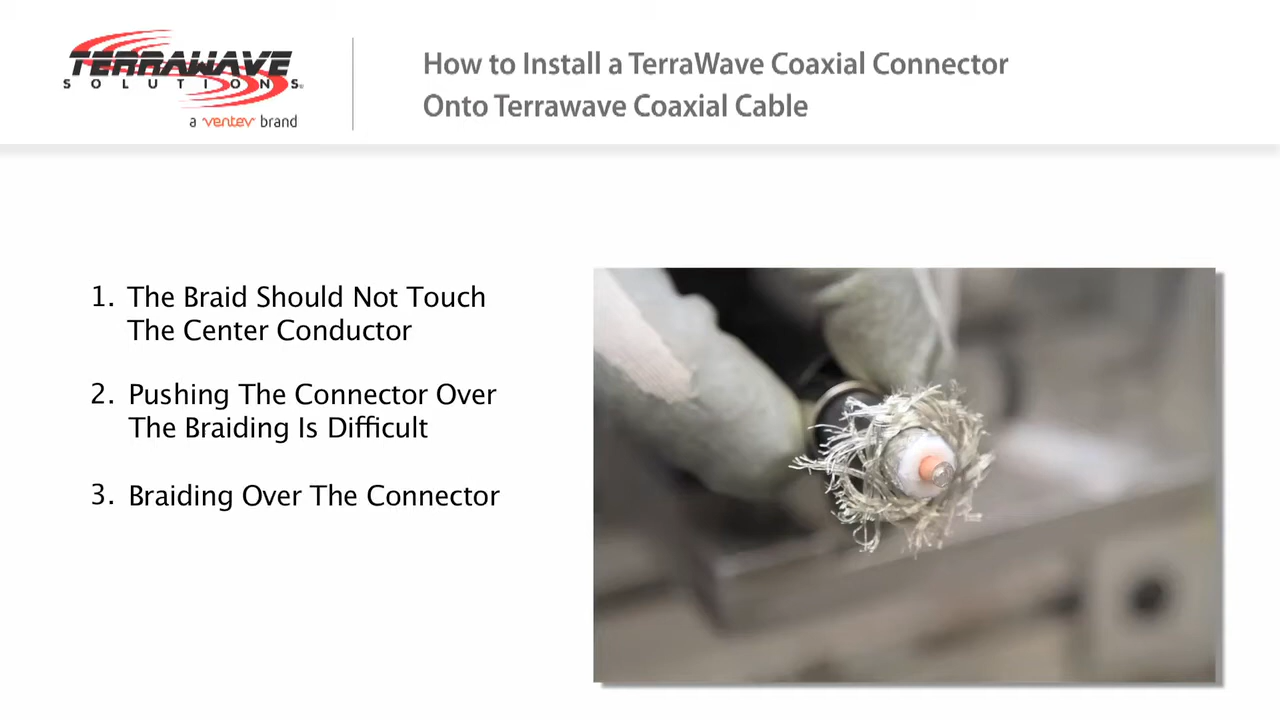 TERRAWAVE
SOLUTIONS®
a ventev® brand
How to Install a TerraWave Coaxial Connector
Onto Terrawave Coaxial Cable
1. The Braid Should Not Touch
The Center Conductor
2. Pushing The Connector Over
The Braiding Is Difficult
3. Braiding Over The Connector